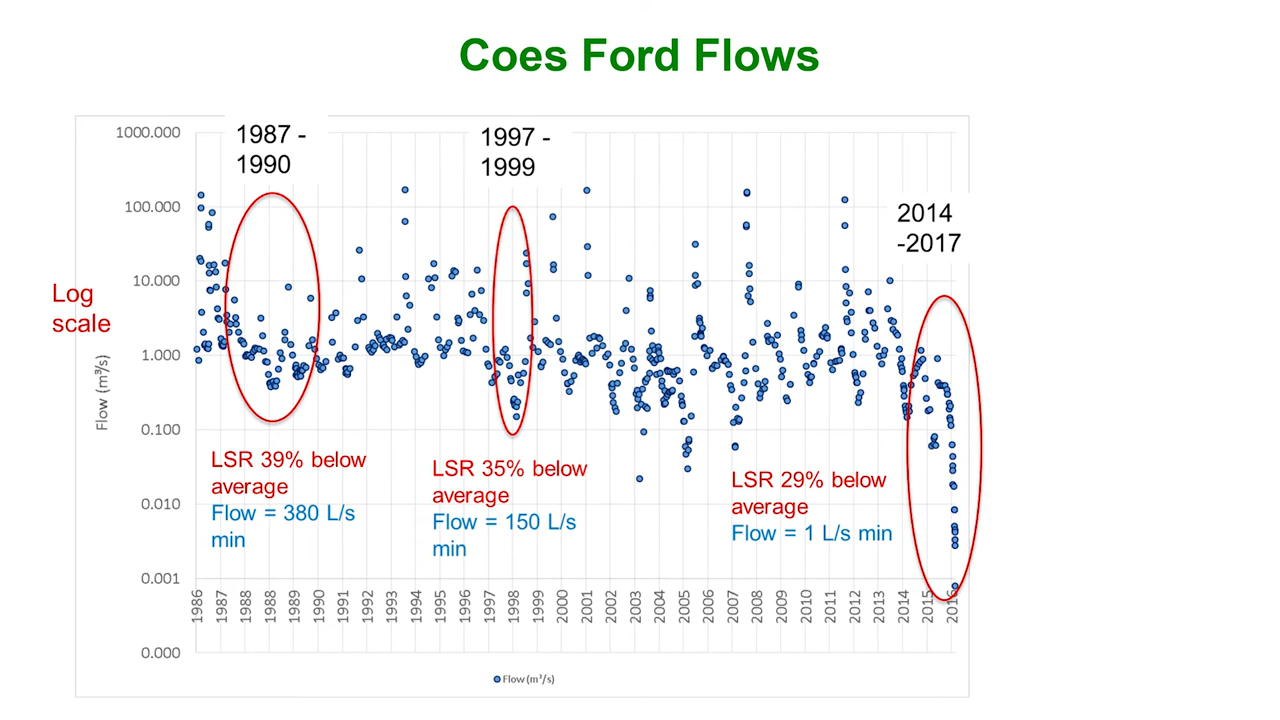 Coes Ford Flows
1987 -
1990
1997 -
1999
2014
-2017
Log
scale
Flow (m³/s)
1000.000
100.000
10.000
1.000
0.100
0.010
0.001
0.000
LSR 39% below
average
Flow = 380 L/s
min
LSR 35% below
average
Flow = 150 L/s
min
LSR 29% below
average
Flow = 1 L/s min
1986
1987
1988
1988
1989
1990
1991
1992
1993
1994
1995
1996
1997
1998
1999
2000
2001
2002
2003
2004
2005
2006
2007
2008
2009
2010
2011
2012
2013
2014
2015
2016
Flow (m³/s)